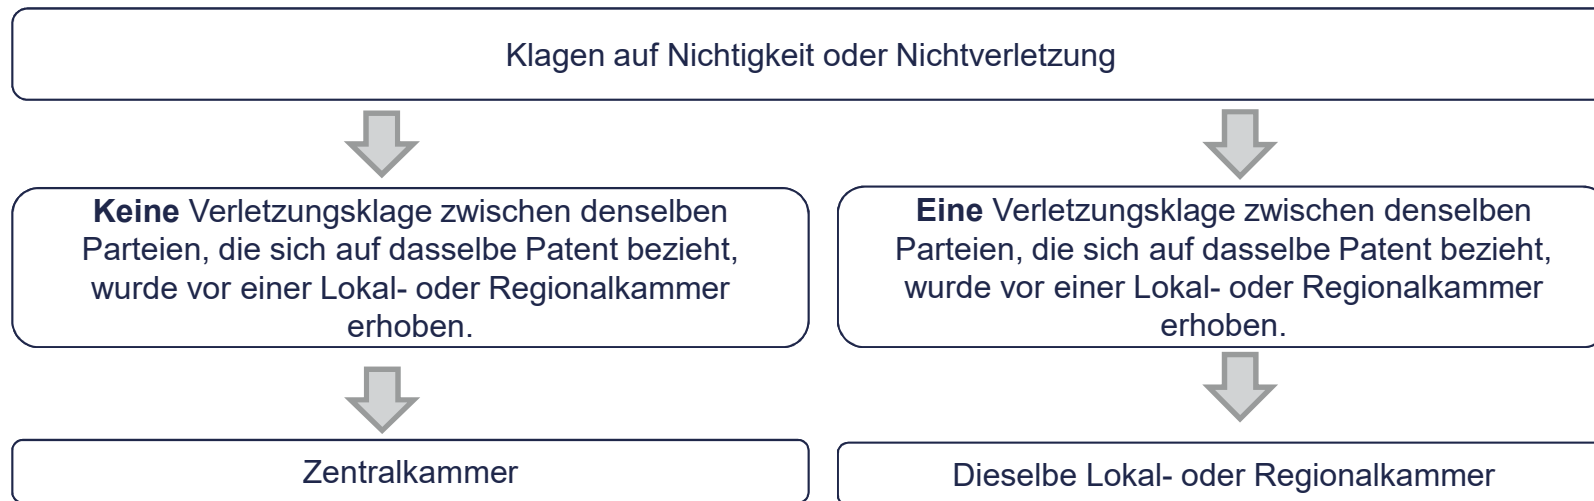 Klagen auf Nichtigkeit oder Nichtverletzung
Keine Verletzungsklage zwischen denselben
Parteien, die sich auf dasselbe Patent bezieht,
wurde vor einer Lokal- oder Regionalkammer
erhoben.
Eine Verletzungsklage zwischen denselben
Parteien, die sich auf dasselbe Patent bezieht,
wurde vor einer Lokal- oder Regionalkammer
erhoben.
Zentralkammer
Dieselbe Lokal- oder Regionalkammer